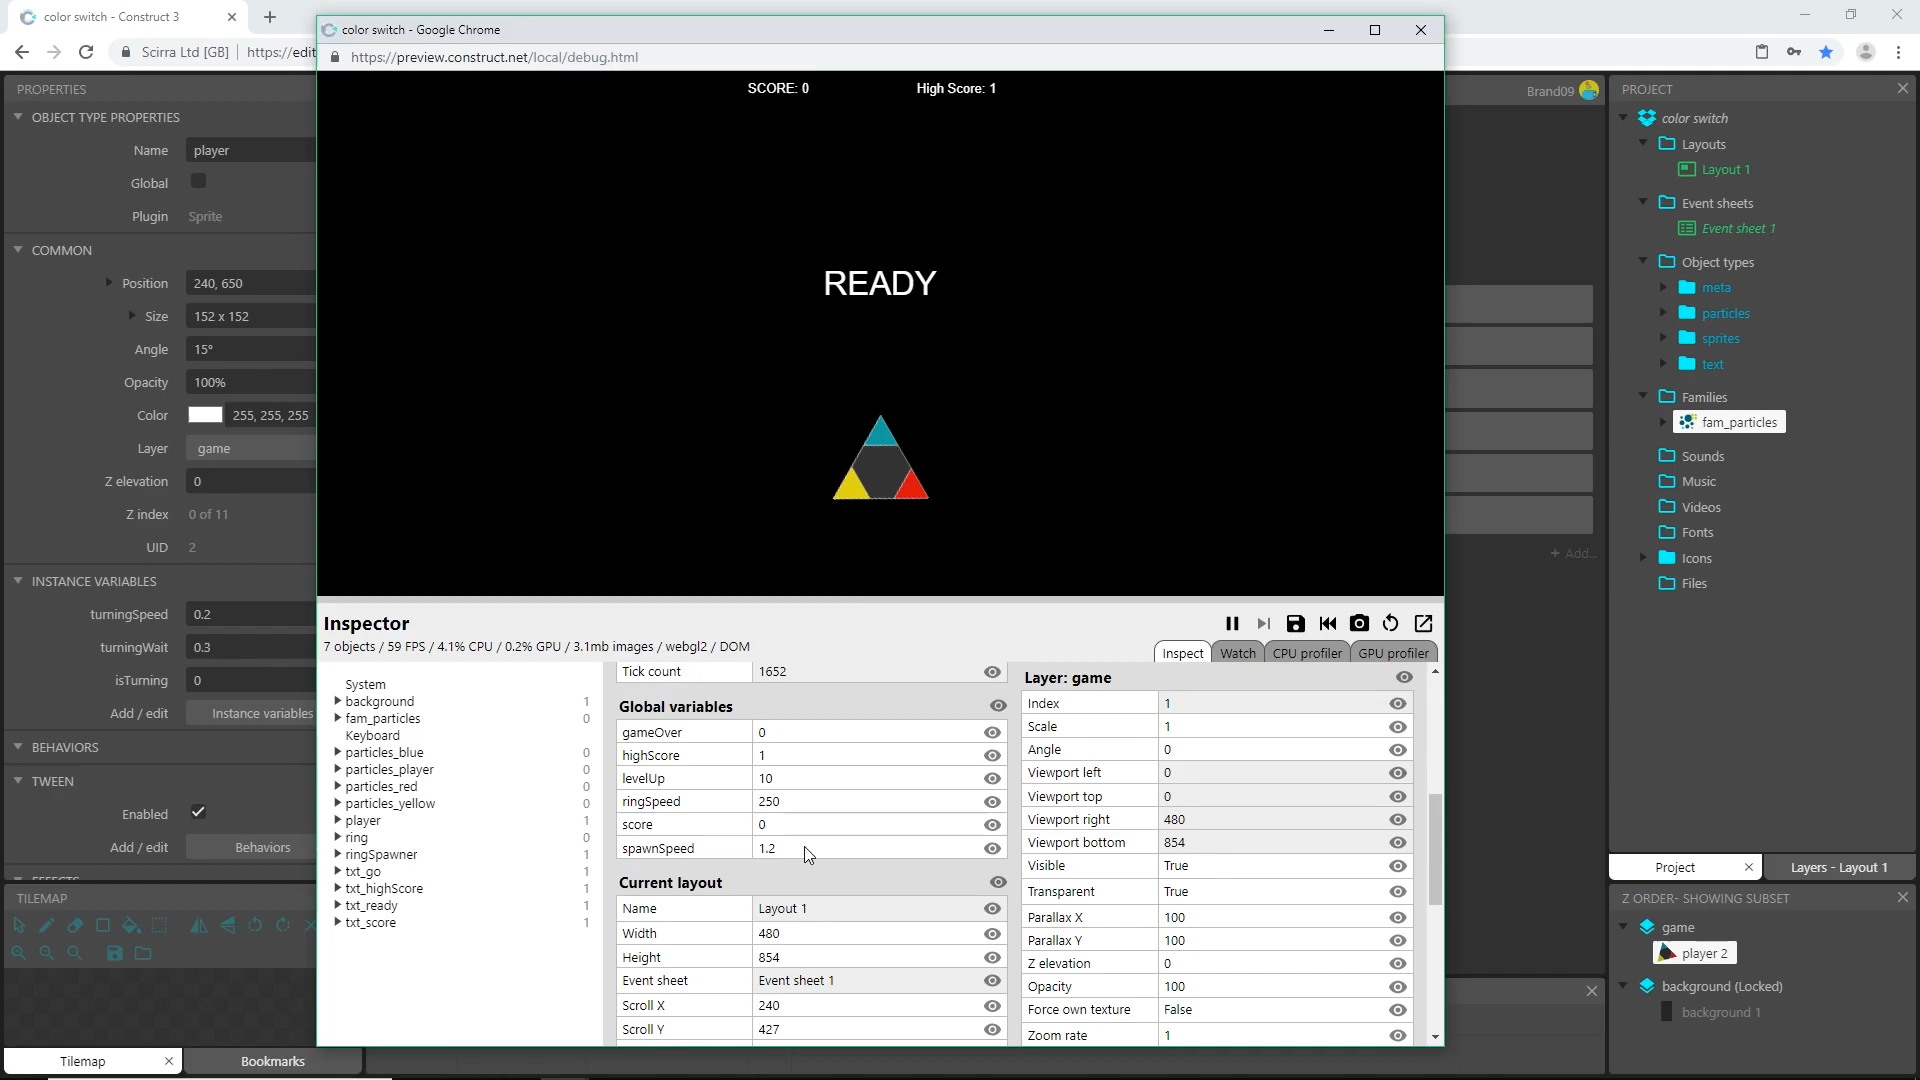 color switch - Construct 3
Scirra Ltd [GB] | https://edit
color switch - Google Chrome
https://preview.construct.net/local/debug.html
SCORE: 0
High Score: 1
READY
PROPERTIES
OBJECT TYPE PROPERTIES
Name player
Global
Plugin Sprite
COMMON
Position 240, 650
Size 152 x 152
Angle 15°
Opacity 100%
Color 255, 255, 255
Layer game
Z elevation 0
Z index 0 of 11
UID 2
INSTANCE VARIABLES
turningSpeed 0.2
turningWait 0.3
isTurning 0
Add / edit Instance variables
BEHAVIORS
TWEEN
Enabled
Add / edit Behaviors
EFFECTS
TILEMAP
Tilemap
Bookmarks
Inspector
7 objects / 59 FPS / 4.1% CPU / 0.2% GPU / 3.1mb images / webgl2 / DOM
Inspect
Watch
CPU profiler
GPU profiler
System
background 1
fam_particles 0
Keyboard
particles_blue 0
particles_player 0
particles_red 0
particles_yellow 0
player 1
ring 0
ringSpawner 1
txt_go 1
txt_highScore 1
txt_ready 1
txt_score 1
Tick count 1652
Global variables
gameOver 0
highScore 1
levelUp 10
ringSpeed 250
score 0
spawnSpeed 1.2
Current layout
Name Layout 1
Width 480
Height 854
Event sheet Event sheet 1
Scroll X 240
Scroll Y 427
Layer: game
Index 1
Scale 1
Angle 0
Viewport left 0
Viewport top 0
Viewport right 480
Viewport bottom 854
Visible True
Transparent True
Parallax X 100
Parallax Y 100
Z elevation 0
Opacity 100
Force own texture False
Zoom rate 1
Brand09
+ Add...
PROJECT
color switch
Layouts
Layout 1
Event sheets
Event sheet 1
Object types
meta
particles
sprites
text
Families
fam_particles
Sounds
Music
Videos
Fonts
Icons
Files
Project
Layers - Layout 1
Z ORDER- SHOWING SUBSET
game
player 2
background (Locked)
background 1